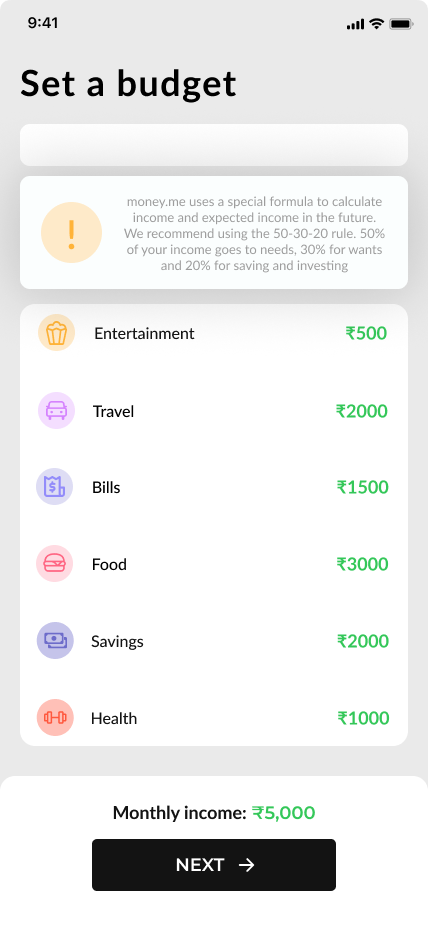 9:41
Set a budget
money.me uses a special formula to calculate
income and expected income in the future.
We recommend using the 50-30-20 rule. 50%
of your income goes to needs, 30% for wants
and 20% for saving and investing
Entertainment ₹500
Travel ₹2000
Bills ₹1500
Food ₹3000
Savings ₹2000
Health ₹1000
Monthly income: ₹5,000
NEXT →